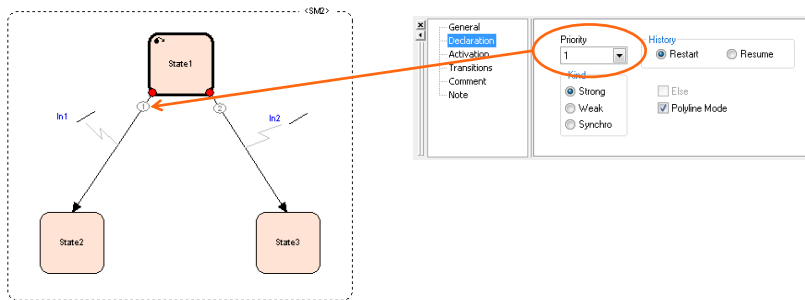 <SM2>
State1
1
2
In1
In2
State2
State3
General
Declaration
Activation
Transitions
Comment
Note
Priority
1
History
Restart
Resume
Kind
Strong
Weak
Synchro
Else
Polyline Mode